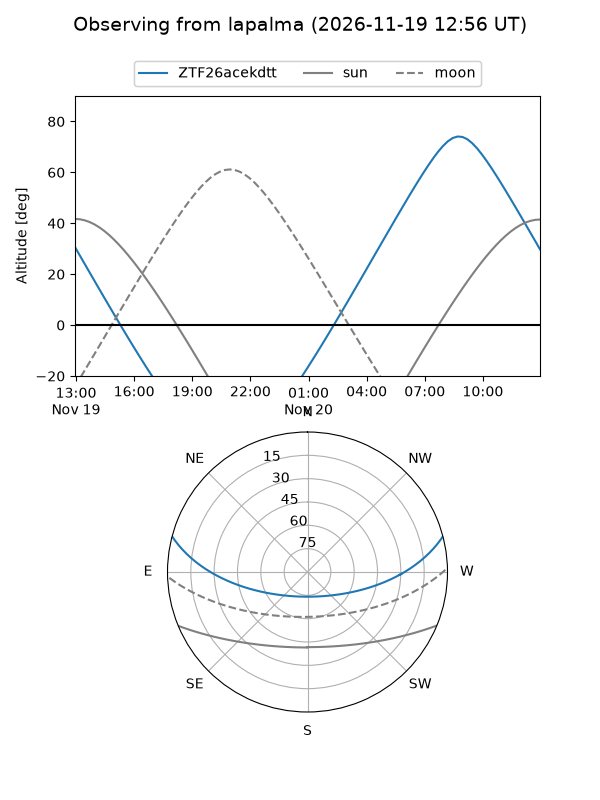 Observing from lapalma (2026-11-19 12:56 UT)
ZTF26acekdtt sun moon
Altitude [deg]
80
60
40
20
0
−20
13:00 16:00 19:00 22:00 01:00 04:00 07:00 10:00
Nov 19 Nov 20
N
NE NW
15
30
45
60
75
E W
SE SW
S